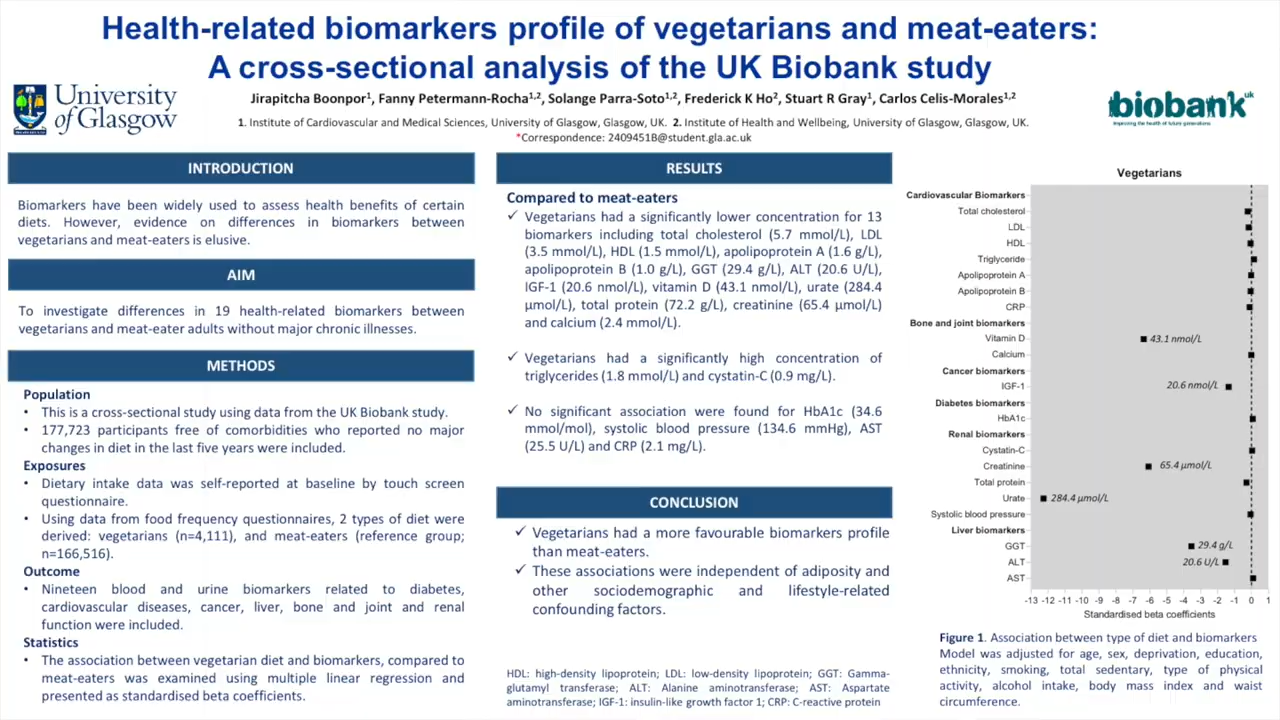 Health-related biomarkers profile of vegetarians and meat-eaters:
A cross-sectional analysis of the UK Biobank study
University
of Glasgow
Jirapitcha Boonpor1, Fanny Petermann-Rocha1,2, Solange Parra-Soto1,2, Frederick K Ho2, Stuart R Gray1, Carlos Celis-Morales1,2
1. Institute of Cardiovascular and Medical Sciences, University of Glasgow, Glasgow, UK. 2. Institute of Health and Wellbeing, University of Glasgow, Glasgow, UK.
*Correspondence: 2409451B@student.gla.ac.uk
biobank uk
Improving the health of future generations
INTRODUCTION
Biomarkers have been widely used to assess health benefits of certain
diets. However, evidence on differences in biomarkers between
vegetarians and meat-eaters is elusive.
AIM
To investigate differences in 19 health-related biomarkers between
vegetarians and meat-eater adults without major chronic illnesses.
METHODS
Population
• This is a cross-sectional study using data from the UK Biobank study.
• 177,723 participants free of comorbidities who reported no major
changes in diet in the last five years were included.
Exposures
• Dietary intake data was self-reported at baseline by touch screen
questionnaire.
• Using data from food frequency questionnaires, 2 types of diet were
derived: vegetarians (n=4,111), and meat-eaters (reference group;
n=166,516).
Outcome
• Nineteen blood and urine biomarkers related to diabetes,
cardiovascular diseases, cancer, liver, bone and joint and renal
function were included.
Statistics
• The association between vegetarian diet and biomarkers, compared to
meat-eaters was examined using multiple linear regression and
presented as standardised beta coefficients.
RESULTS
Compared to meat-eaters
✓ Vegetarians had a significantly lower concentration for 13
biomarkers including total cholesterol (5.7 mmol/L), LDL
(3.5 mmol/L), HDL (1.5 mmol/L), apolipoprotein A (1.6 g/L),
apolipoprotein B (1.0 g/L), GGT (29.4 g/L), ALT (20.6 U/L),
IGF-1 (20.6 nmol/L), vitamin D (43.1 nmol/L), urate (284.4
μmol/L), total protein (72.2 g/L), creatinine (65.4 μmol/L)
and calcium (2.4 mmol/L).
✓ Vegetarians had a significantly high concentration of
triglycerides (1.8 mmol/L) and cystatin-C (0.9 mg/L).
✓ No significant association were found for HbA1c (34.6
mmol/mol), systolic blood pressure (134.6 mmHg), AST
(25.5 U/L) and CRP (2.1 mg/L).
CONCLUSION
✓ Vegetarians had a more favourable biomarkers profile
than meat-eaters.
✓ These associations were independent of adiposity and
other sociodemographic and lifestyle-related
confounding factors.
HDL: high-density lipoprotein; LDL: low-density lipoprotein; GGT: Gamma-
glutamyl transferase; ALT: Alanine aminotransferase; AST: Aspartate
aminotransferase; IGF-1: insulin-like growth factor 1; CRP: C-reactive protein
Vegetarians
Cardiovascular Biomarkers
Total cholesterol
LDL
HDL
Triglyceride
Apolipoprotein A
Apolipoprotein B
CRP
Bone and joint biomarkers
Vitamin D 43.1 nmol/L
Calcium
Cancer biomarkers
IGF-1 20.6 nmol/L
Diabetes biomarkers
HbA1c
Renal biomarkers
Cystatin-C
Creatinine 65.4 μmol/L
Total protein
Urate 284.4 μmol/L
Systolic blood pressure
Liver biomarkers
GGT 29.4 g/L
ALT 20.6 U/L
AST
-13 -12 -11 -10 -9 -8 -7 -6 -5 -4 -3 -2 -1 0 1
Standardised beta coefficients
Figure 1. Association between type of diet and biomarkers
Model was adjusted for age, sex, deprivation, education,
ethnicity, smoking, total sedentary, type of physical
activity, alcohol intake, body mass index and waist
circumference.